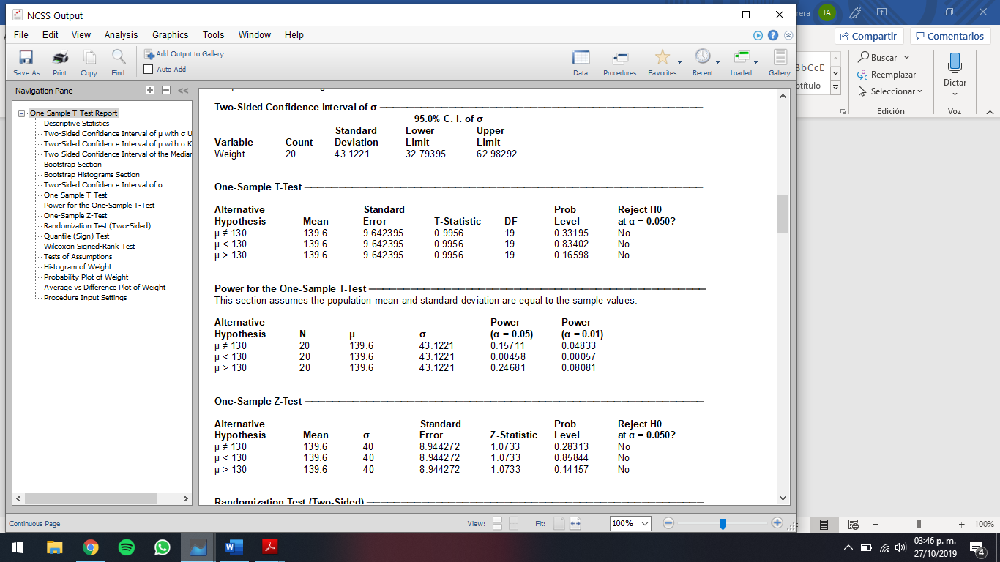 NCSS Output
rera JA
File Edit View Analysis Graphics Tools Window Help
Compartir Comentarios
Save As Print Copy Find
Add Output to Gallery
Auto Add
Data Procedures Favorites Recent Loaded Gallery
BbCcD
ptítulo
Buscar
Reemplazar
Seleccionar
Edición
Dictar
Voz
Navigation Pane
One-Sample T-Test Report
Descriptive Statistics
Two-Sided Confidence Interval of μ with σ U
Two-Sided Confidence Interval of μ with σ K
Two-Sided Confidence Interval of the Median
Bootstrap Section
Bootstrap Histograms Section
Two-Sided Confidence Interval of σ
One-Sample T-Test
Power for the One-Sample T-Test
One-Sample Z-Test
Randomization Test (Two-Sided)
Quantile (Sign) Test
Wilcoxon Signed-Rank Test
Tests of Assumptions
Histogram of Weight
Probability Plot of Weight
Average vs Difference Plot of Weight
Procedure Input Settings
Two-Sided Confidence Interval of σ
95.0% C. I. of σ
Standard Lower Upper
Variable Count Deviation Limit Limit
Weight 20 43.1221 32.79395 62.98292
One-Sample T-Test
Alternative Standard Prob Reject H0
Hypothesis Mean Error T-Statistic DF Level at α = 0.050?
μ ≠ 130 139.6 9.642395 0.9956 19 0.33195 No
μ < 130 139.6 9.642395 0.9956 19 0.83402 No
μ > 130 139.6 9.642395 0.9956 19 0.16598 No
Power for the One-Sample T-Test
This section assumes the population mean and standard deviation are equal to the sample values.
Alternative Power Power
Hypothesis N μ σ (α = 0.05) (α = 0.01)
μ ≠ 130 20 139.6 43.1221 0.15711 0.04833
μ < 130 20 139.6 43.1221 0.00458 0.00057
μ > 130 20 139.6 43.1221 0.24681 0.08081
One-Sample Z-Test
Alternative Standard Prob Reject H0
Hypothesis Mean σ Error Z-Statistic Level at α = 0.050?
μ ≠ 130 139.6 40 8.944272 1.0733 0.28313 No
μ < 130 139.6 40 8.944272 1.0733 0.85844 No
μ > 130 139.6 40 8.944272 1.0733 0.14157 No
Randomization Test (Two-Sided)
Continuous Page View: Fit: 100%
100%
03:46 p. m.
27/10/2019
4